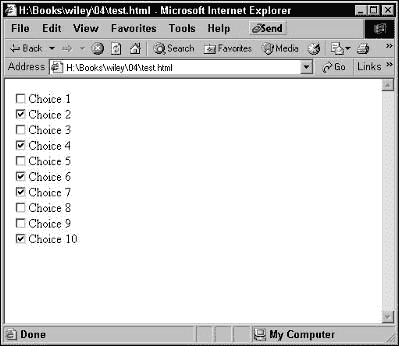 H:\Books\wiley\04\test.html - Microsoft Internet Explorer
File Edit View Favorites Tools Help Send
Back Search Favorites Media »
Address H:\Books\wiley\04\test.html Go Links »
Choice 1
Choice 2
Choice 3
Choice 4
Choice 5
Choice 6
Choice 7
Choice 8
Choice 9
Choice 10
Done My Computer